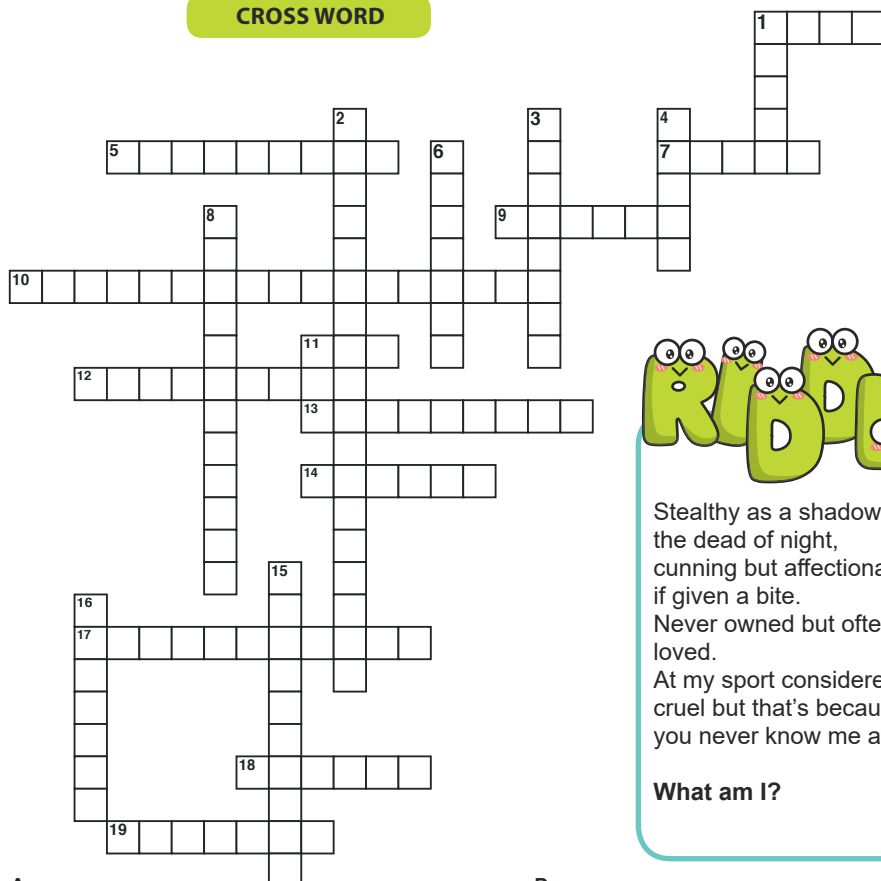 CROSS WORD
1
2
3
4
5
6
7
8
9
10
11
12
13
14
15
16
17
18
19
RIDD
Stealthy as a shadow
the dead of night,
cunning but affectiona
if given a bite.
Never owned but ofte
loved.
At my sport considere
cruel but that's becau
you never know me a
What am I?